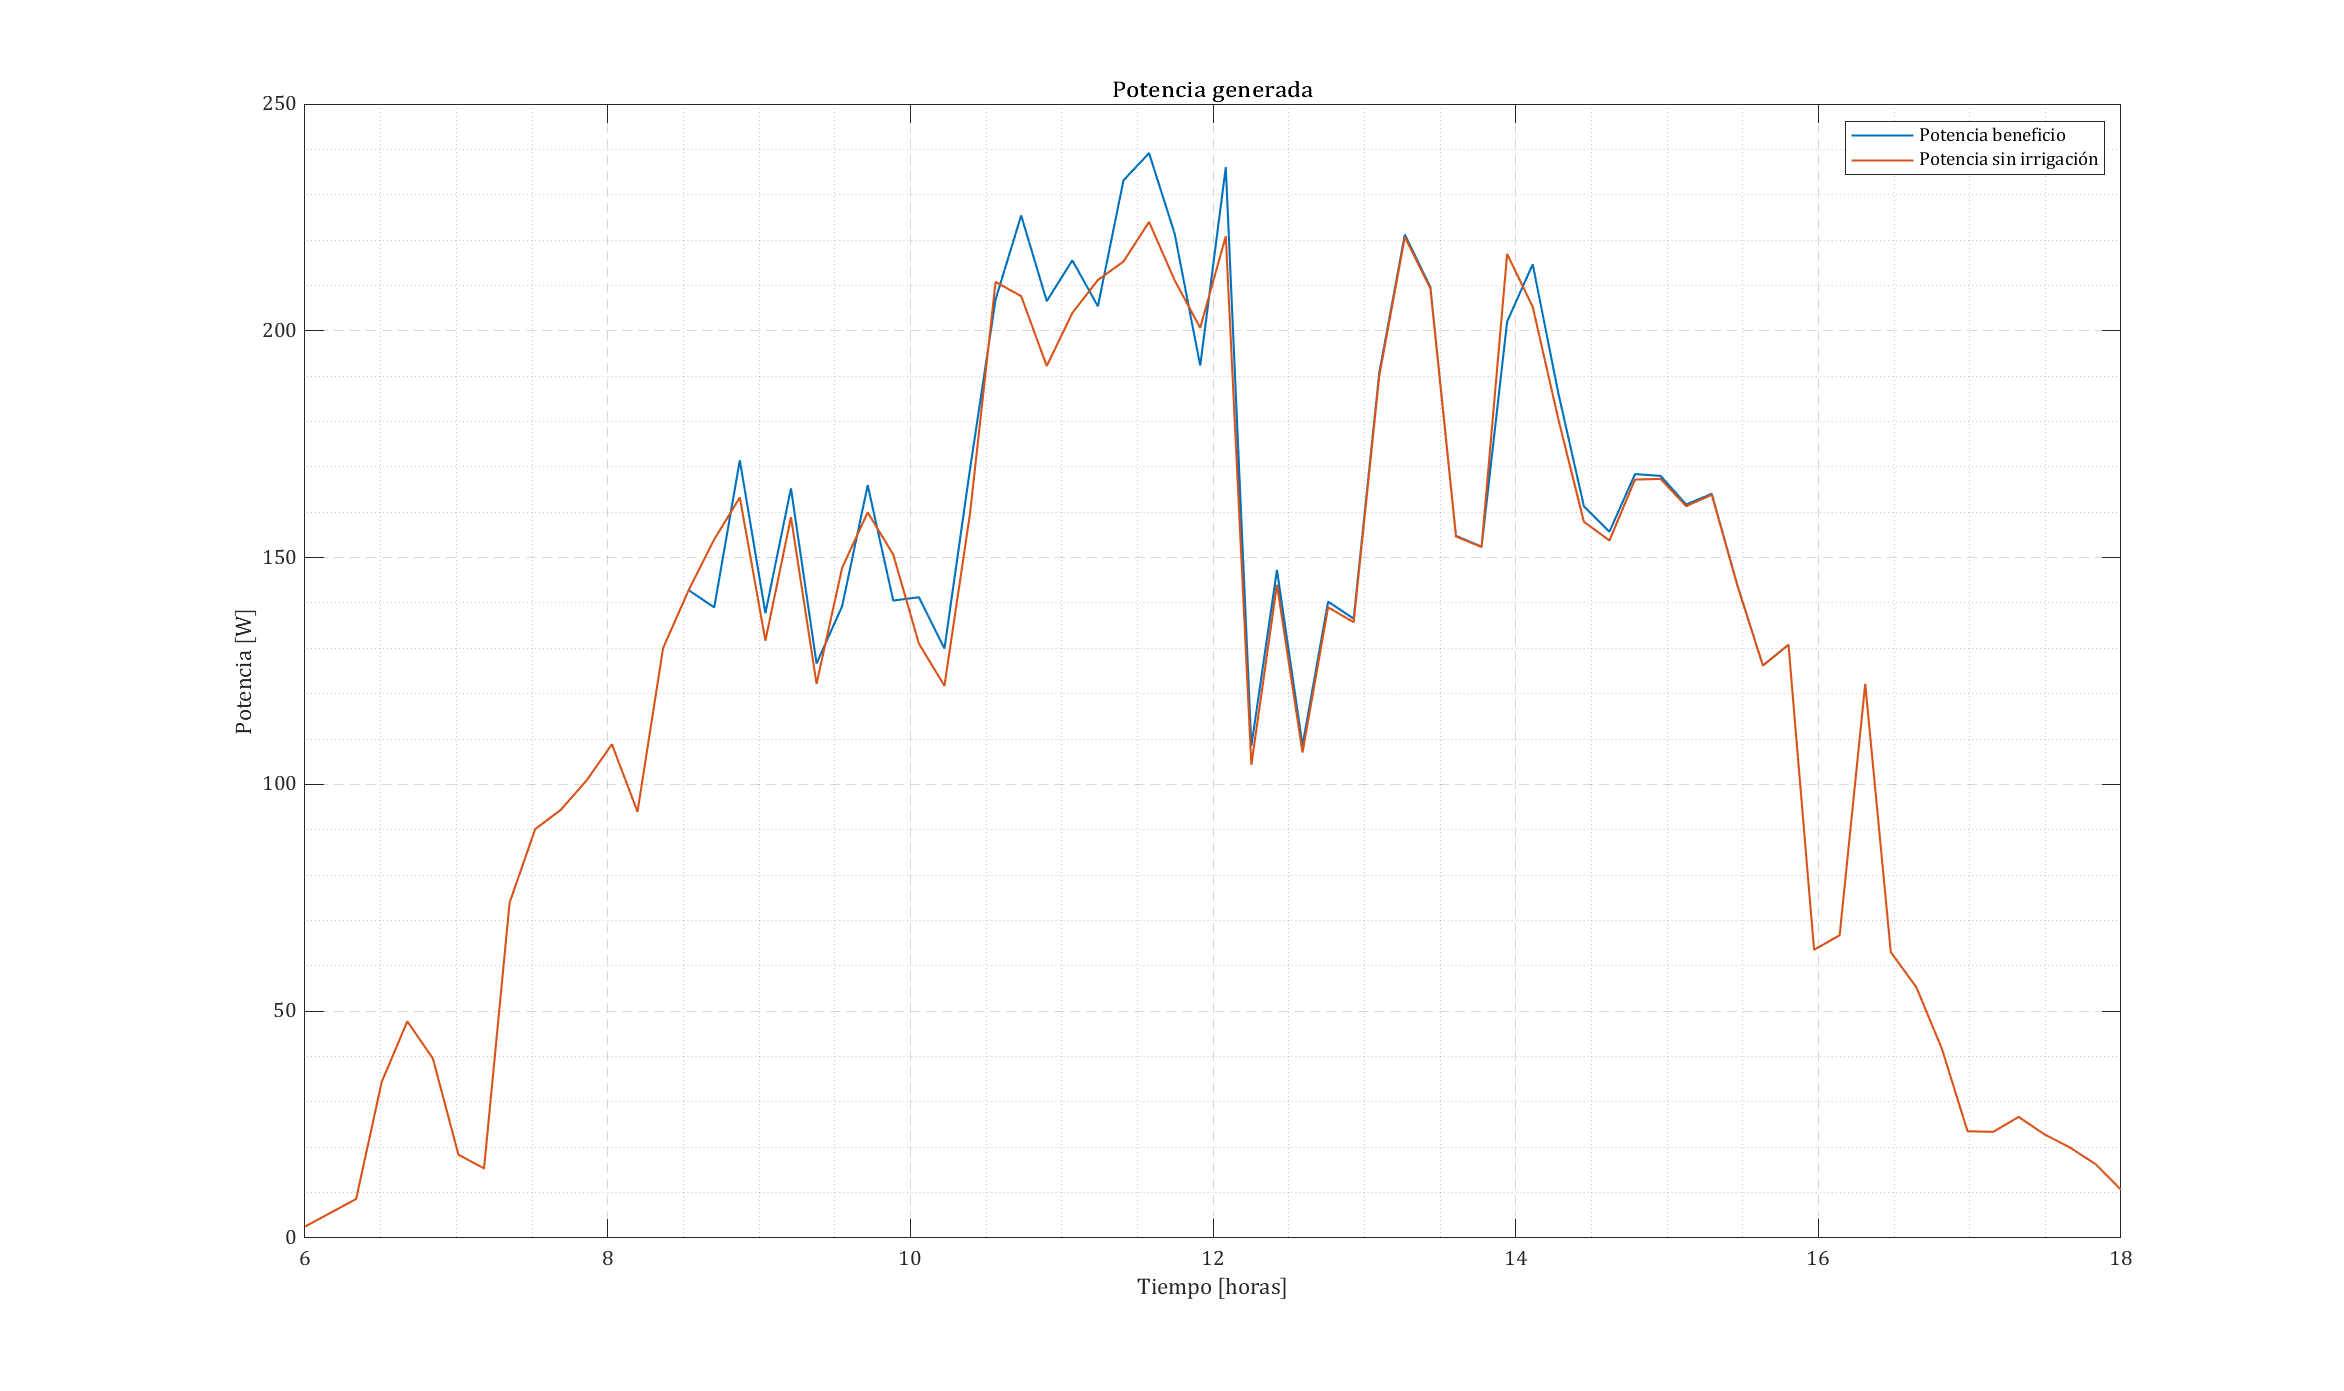 Potencia generada
250
200
150
100
50
0
Potencia [W]
Potencia beneficio
Potencia sin irrigación
6 8 10 12 14 16 18
Tiempo [horas]